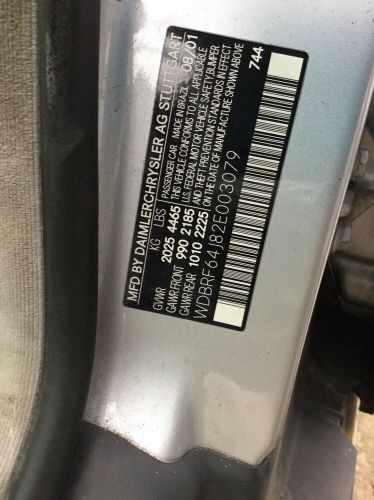 MFD BY DAIMLERCHRYSLER AG STUTTGART
KG LBS PASSENGER CAR MADE IN BRAZIL 08/01
GVWR 2025 4465 THIS VEHICLE CONFORMS TO ALL APPLICABLE
GAWR FRONT 990 2185 U.S. FEDERAL MOTOR VEHICLE SAFETY, BUMPER
GAWR REAR 1010 2225 AND THEFT PREVENTION STANDARDS IN EFFECT
ON THE DATE OF MANUFACTURE SHOWN ABOVE
WDBRF64J82E003079 744